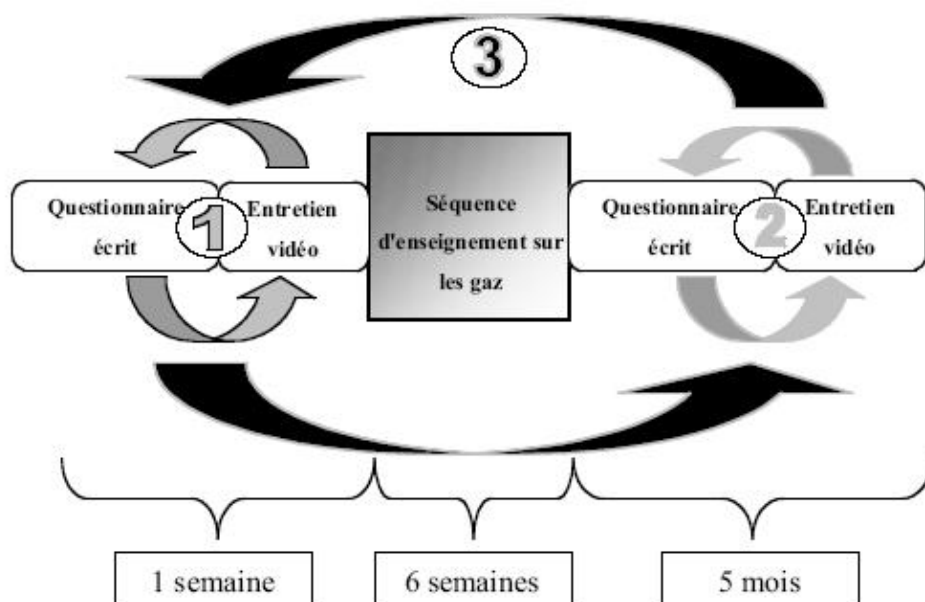 3
Questionnaire
écrit
1
Entretien
vidéo
Séquence
d'enseignement sur
les gaz
Questionnaire
écrit
2
Entretien
vidéo
1 semaine
6 semaines
5 mois